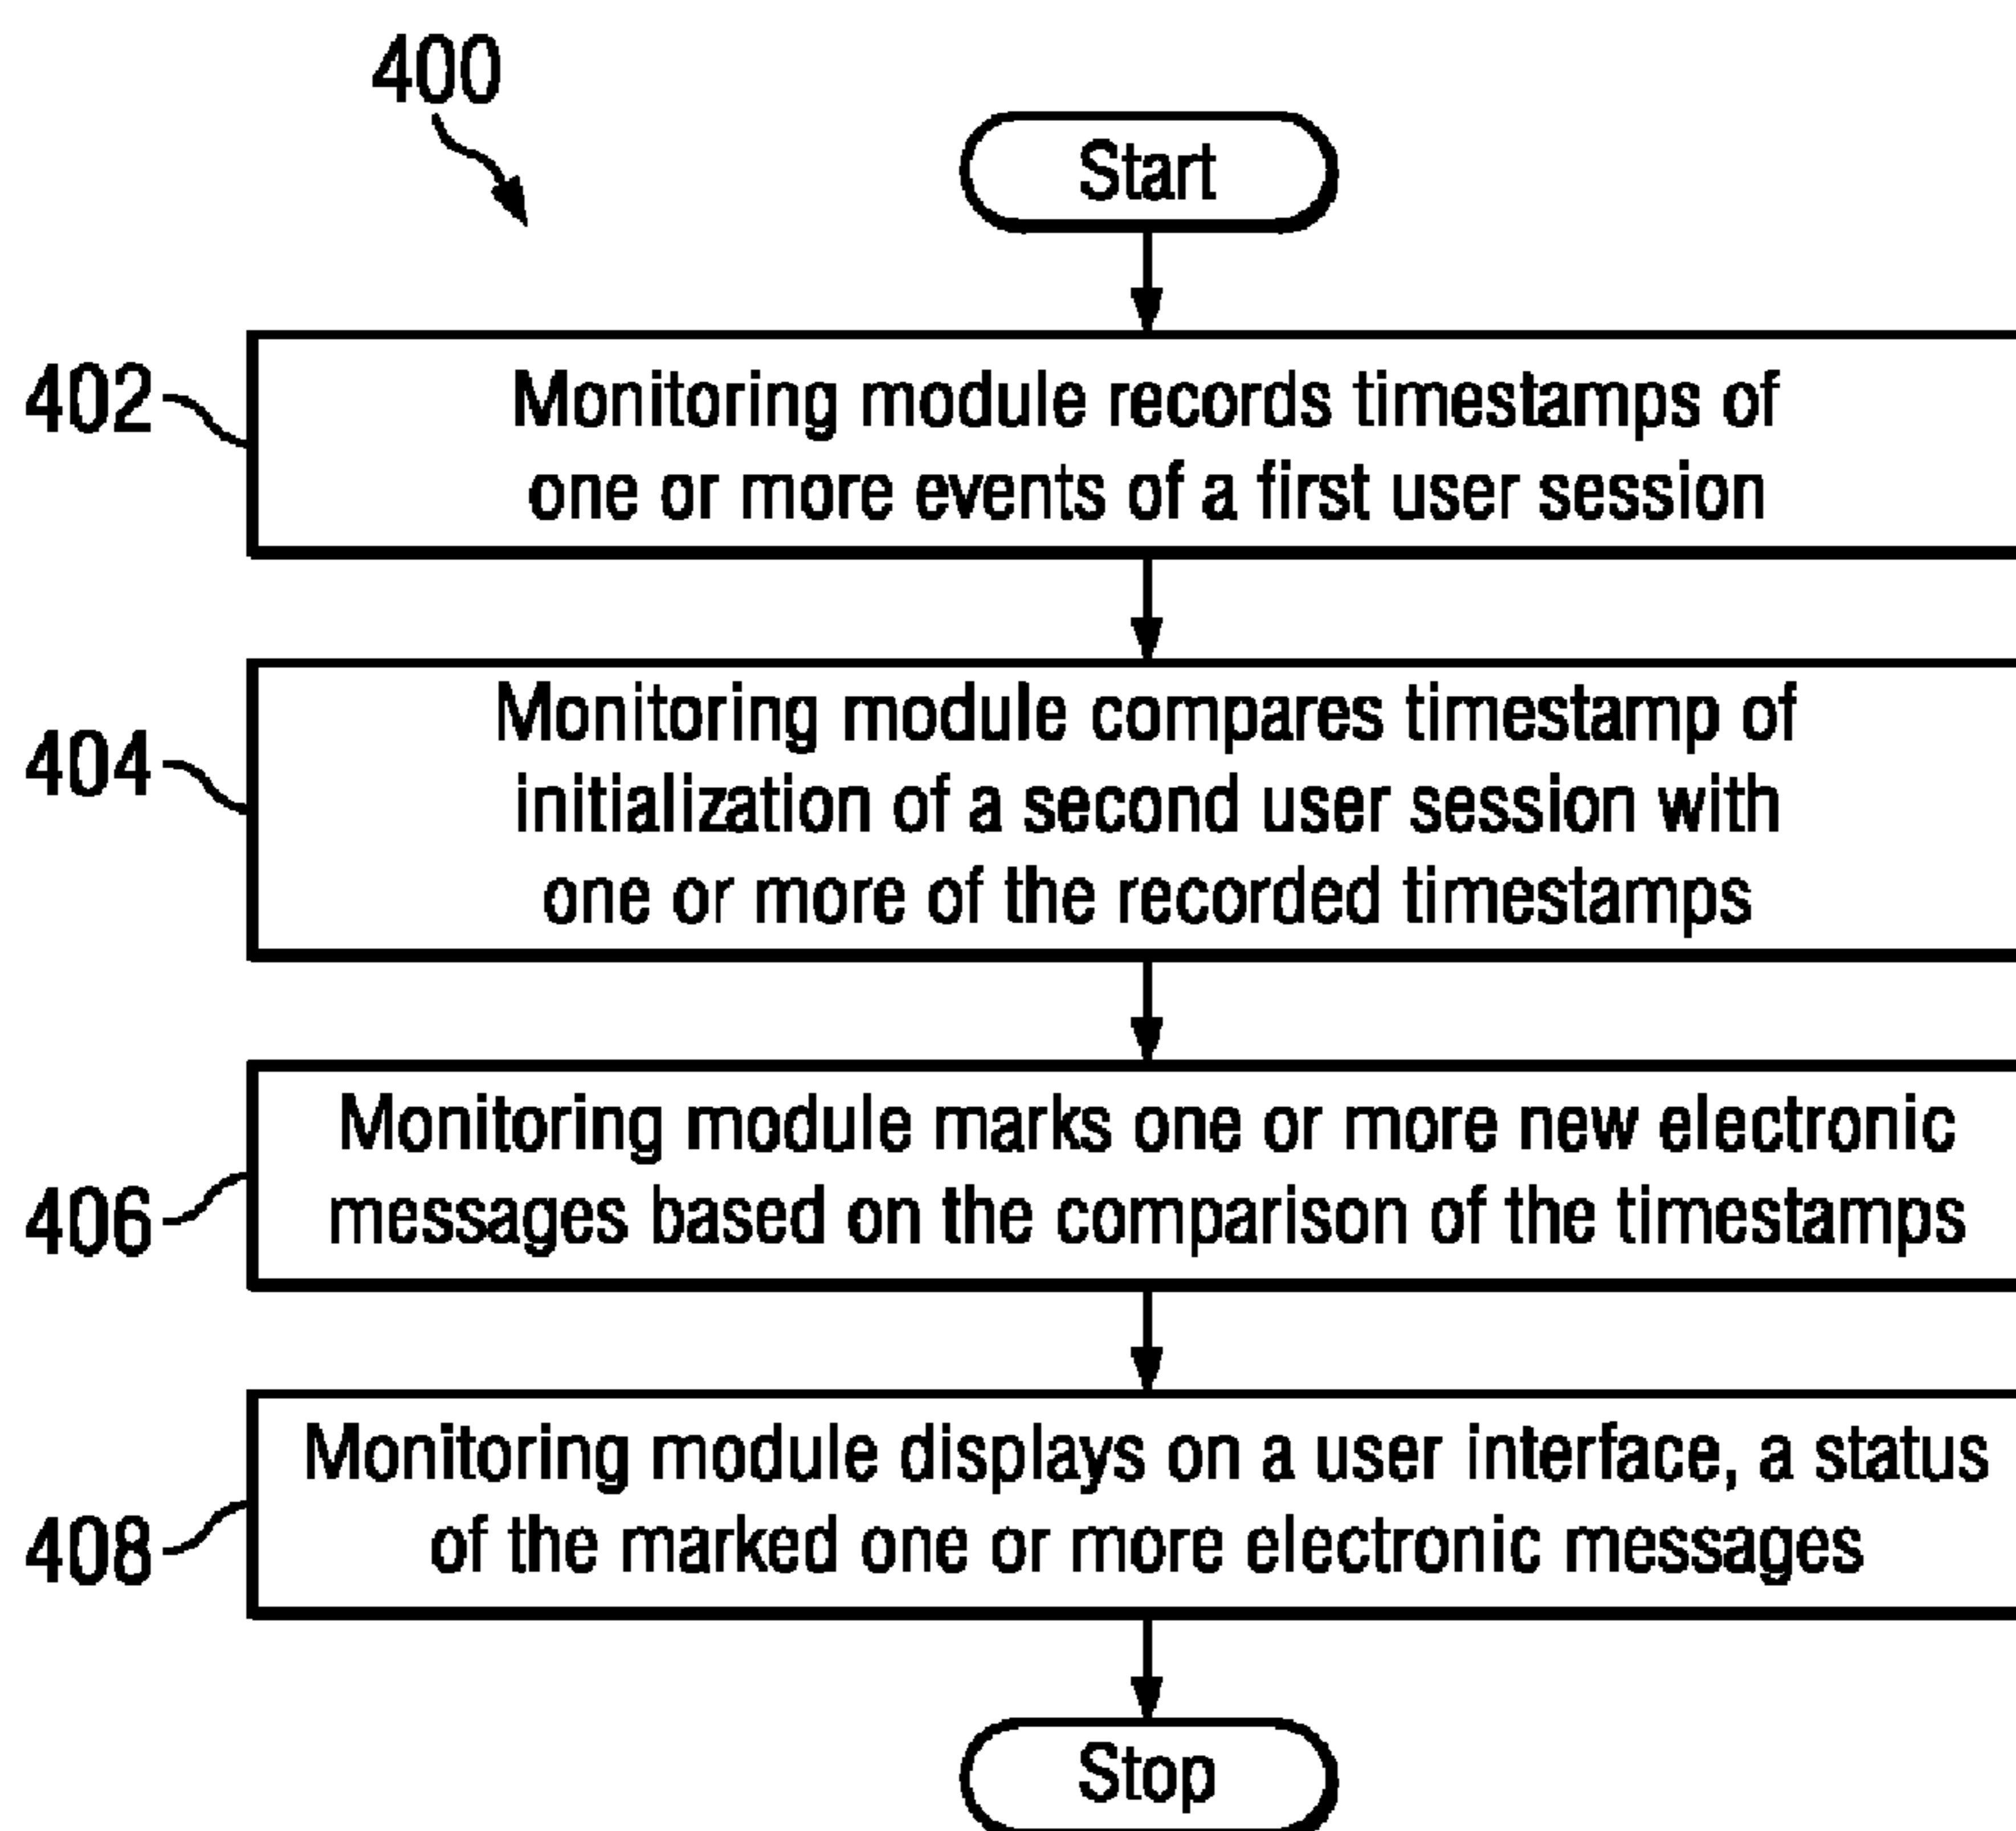 400
Start
402
Monitoring module records timestamps of
one or more events of a first user session
404
Monitoring module compares timestamp of
initialization of a second user session with
one or more of the recorded timestamps
406
Monitoring module marks one or more new electronic
messages based on the comparison of the timestamps
408
Monitoring module displays on a user interface, a status
of the marked one or more electronic messages
Stop